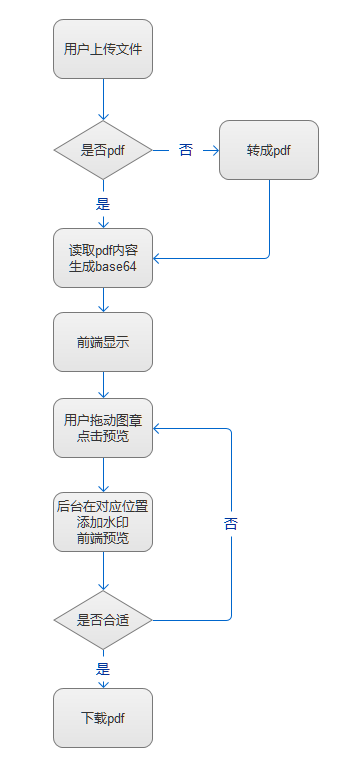 用户上传文件
是否pdf
否
转成pdf
是
读取pdf内容
生成base64
前端显示
用户拖动图章
点击预览
后台在对应位置
添加水印
前端预览
否
是否合适
是
下载pdf